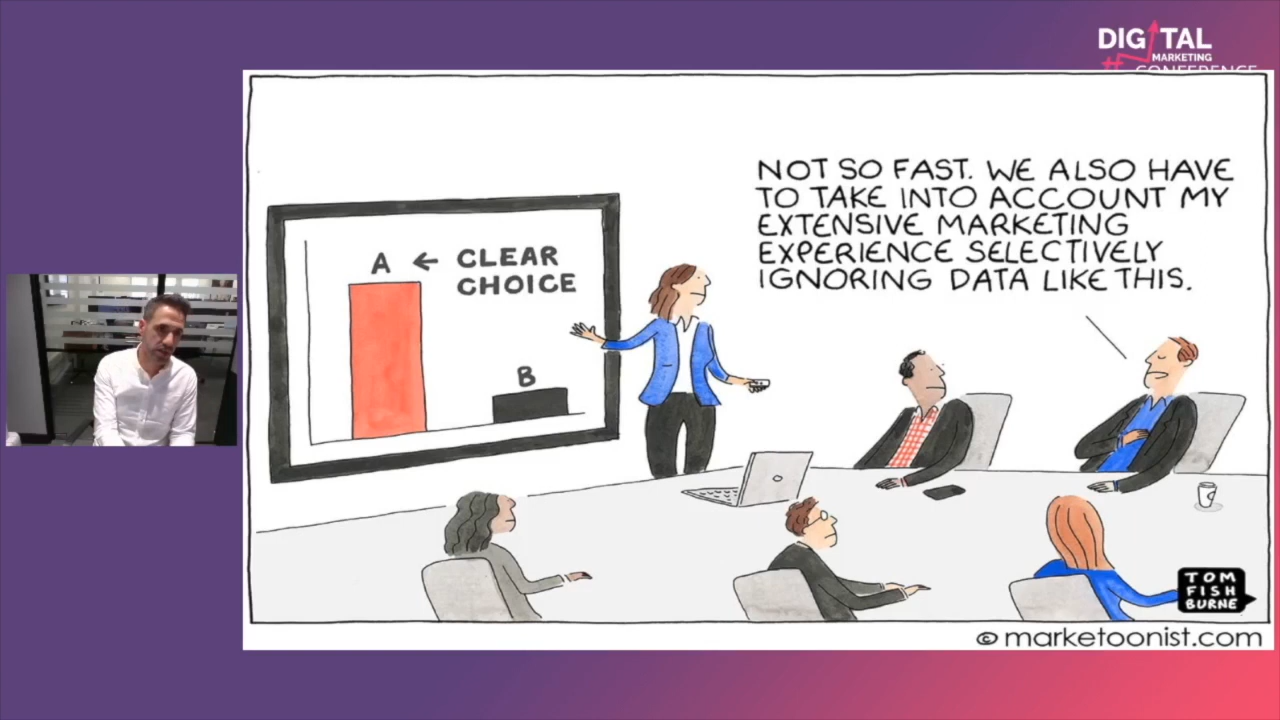 DIGITAL
MARKETING
CONFERENCE
NOT SO FAST. WE ALSO HAVE
TO TAKE INTO ACCOUNT MY
EXTENSIVE MARKETING
EXPERIENCE SELECTIVELY
IGNORING DATA LIKE THIS.
A ← CLEAR
CHOICE
B
TOM
FISH
BURNE
© marketoonist.com